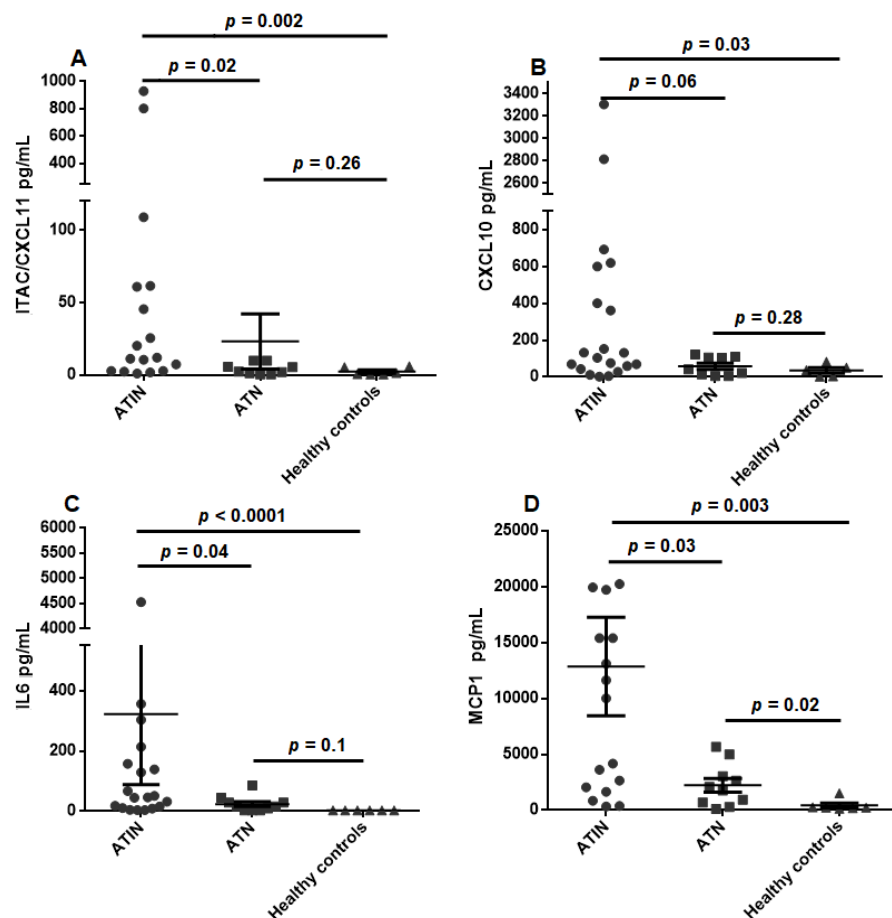 A
p = 0.002
p = 0.02
p = 0.26
ITAC/CXCL11 pg/mL
1000
800
600
400
100
50
0
ATIN
ATN
Healthy controls
B
p = 0.03
p = 0.06
p = 0.28
CXCL10 pg/mL
3400
3200
3000
2800
2600
800
600
400
200
0
ATIN
ATN
Healthy controls
C
p < 0.0001
p = 0.04
p = 0.1
IL6 pg/mL
6000
5500
5000
4500
4000
400
200
0
ATIN
ATN
Healthy controls
D
p = 0.003
p = 0.03
p = 0.02
MCP1 pg/mL
25000
20000
15000
10000
5000
0
ATIN
ATN
Healthy controls